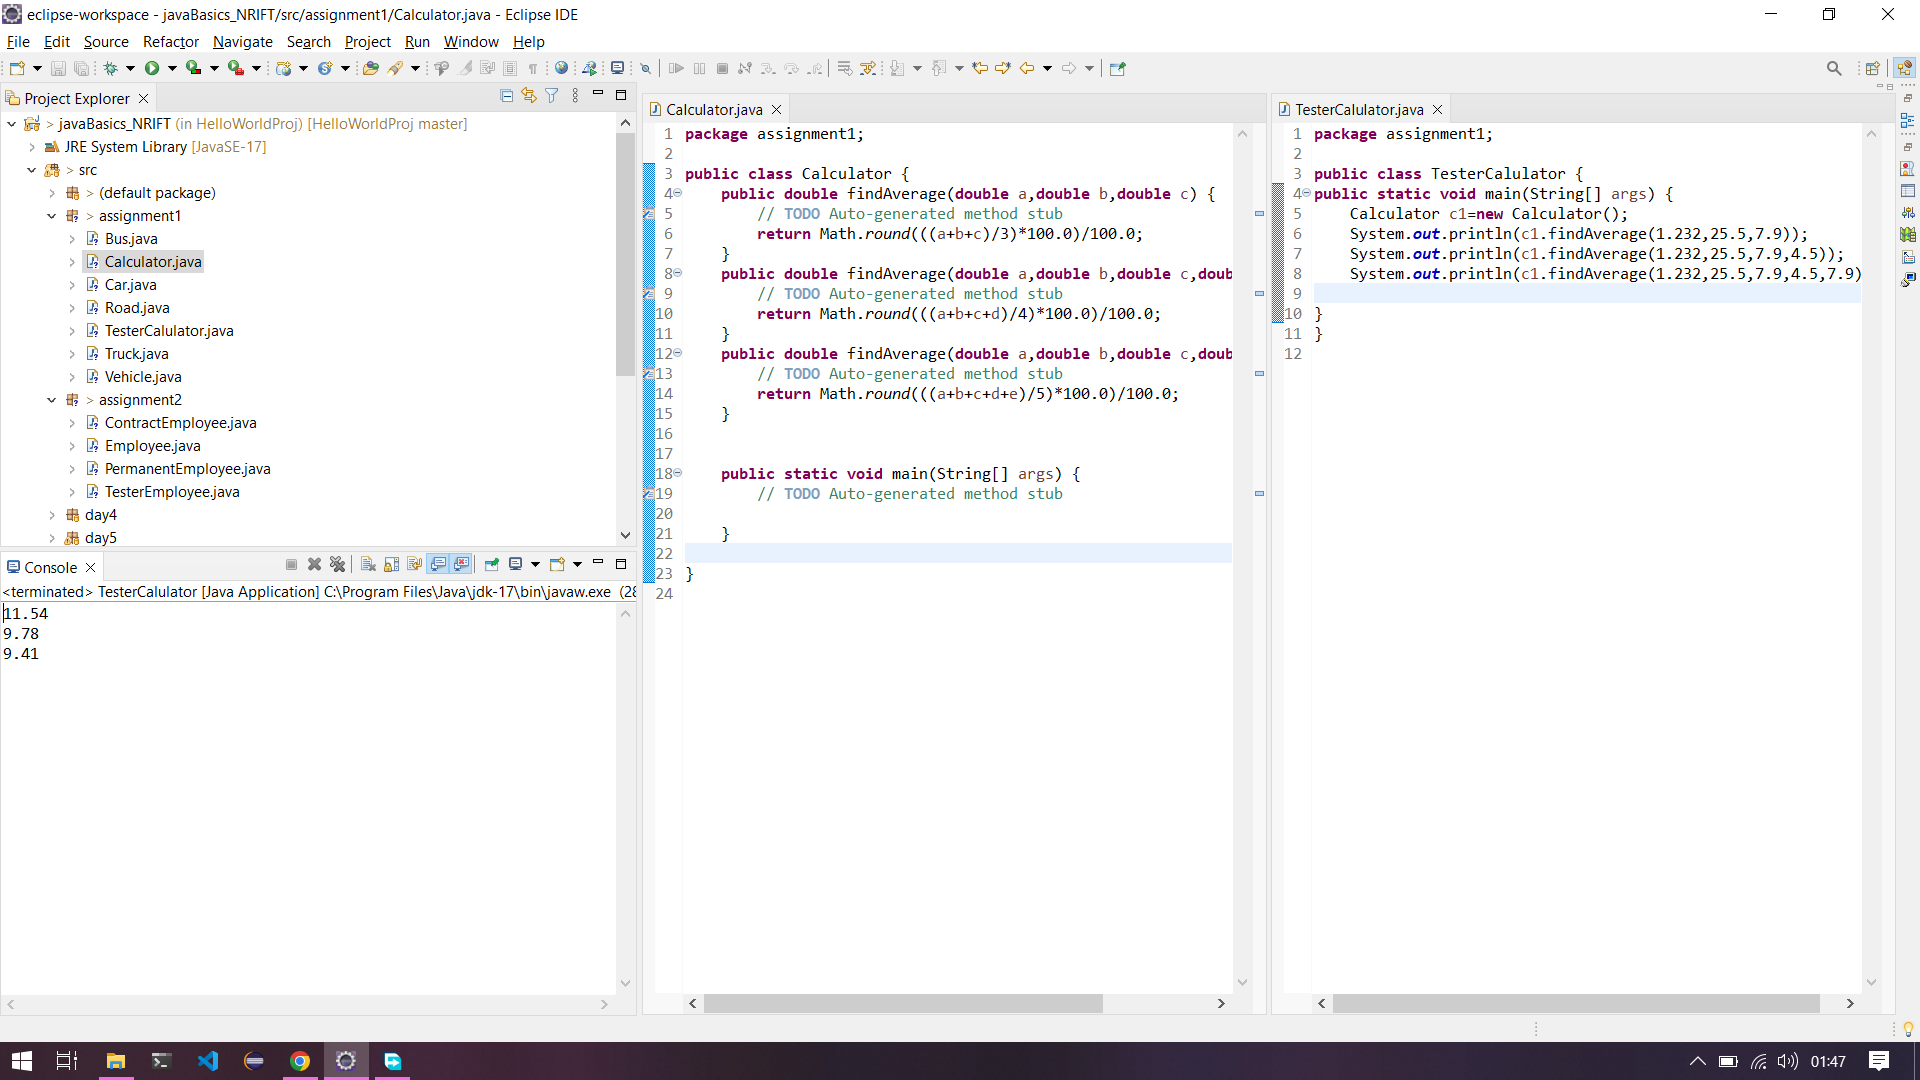 eclipse-workspace - javaBasics_NRIFT/src/assignment1/Calculator.java - Eclipse IDE
File Edit Source Refactor Navigate Search Project Run Window Help
Project Explorer
> javaBasics_NRIFT (in HelloWorldProj) [HelloWorldProj master]
JRE System Library [JavaSE-17]
> src
> (default package)
> assignment1
Bus.java
Calculator.java
Car.java
Road.java
TesterCalulator.java
Truck.java
Vehicle.java
> assignment2
ContractEmployee.java
Employee.java
PermanentEmployee.java
TesterEmployee.java
day4
day5
Console
<terminated> TesterCalulator [Java Application] C:\Program Files\Java\jdk-17\bin\javaw.exe (28
11.54
9.78
9.41
Calculator.java
1 package assignment1;
2
3 public class Calculator {
4 public double findAverage(double a,double b,double c) {
5 // TODO Auto-generated method stub
6 return Math.round(((a+b+c)/3)*100.0)/100.0;
7 }
8 public double findAverage(double a,double b,double c,doub
9 // TODO Auto-generated method stub
10 return Math.round(((a+b+c+d)/4)*100.0)/100.0;
11 }
12 public double findAverage(double a,double b,double c,doub
13 // TODO Auto-generated method stub
14 return Math.round(((a+b+c+d+e)/5)*100.0)/100.0;
15 }
16
17
18 public static void main(String[] args) {
19 // TODO Auto-generated method stub
20
21 }
22
23 }
24
TesterCalulator.java
1 package assignment1;
2
3 public class TesterCalulator {
4 public static void main(String[] args) {
5 Calculator c1=new Calculator();
6 System.out.println(c1.findAverage(1.232,25.5,7.9));
7 System.out.println(c1.findAverage(1.232,25.5,7.9,4.5));
8 System.out.println(c1.findAverage(1.232,25.5,7.9,4.5,7.9)
9
10 }
11 }
12
01:47